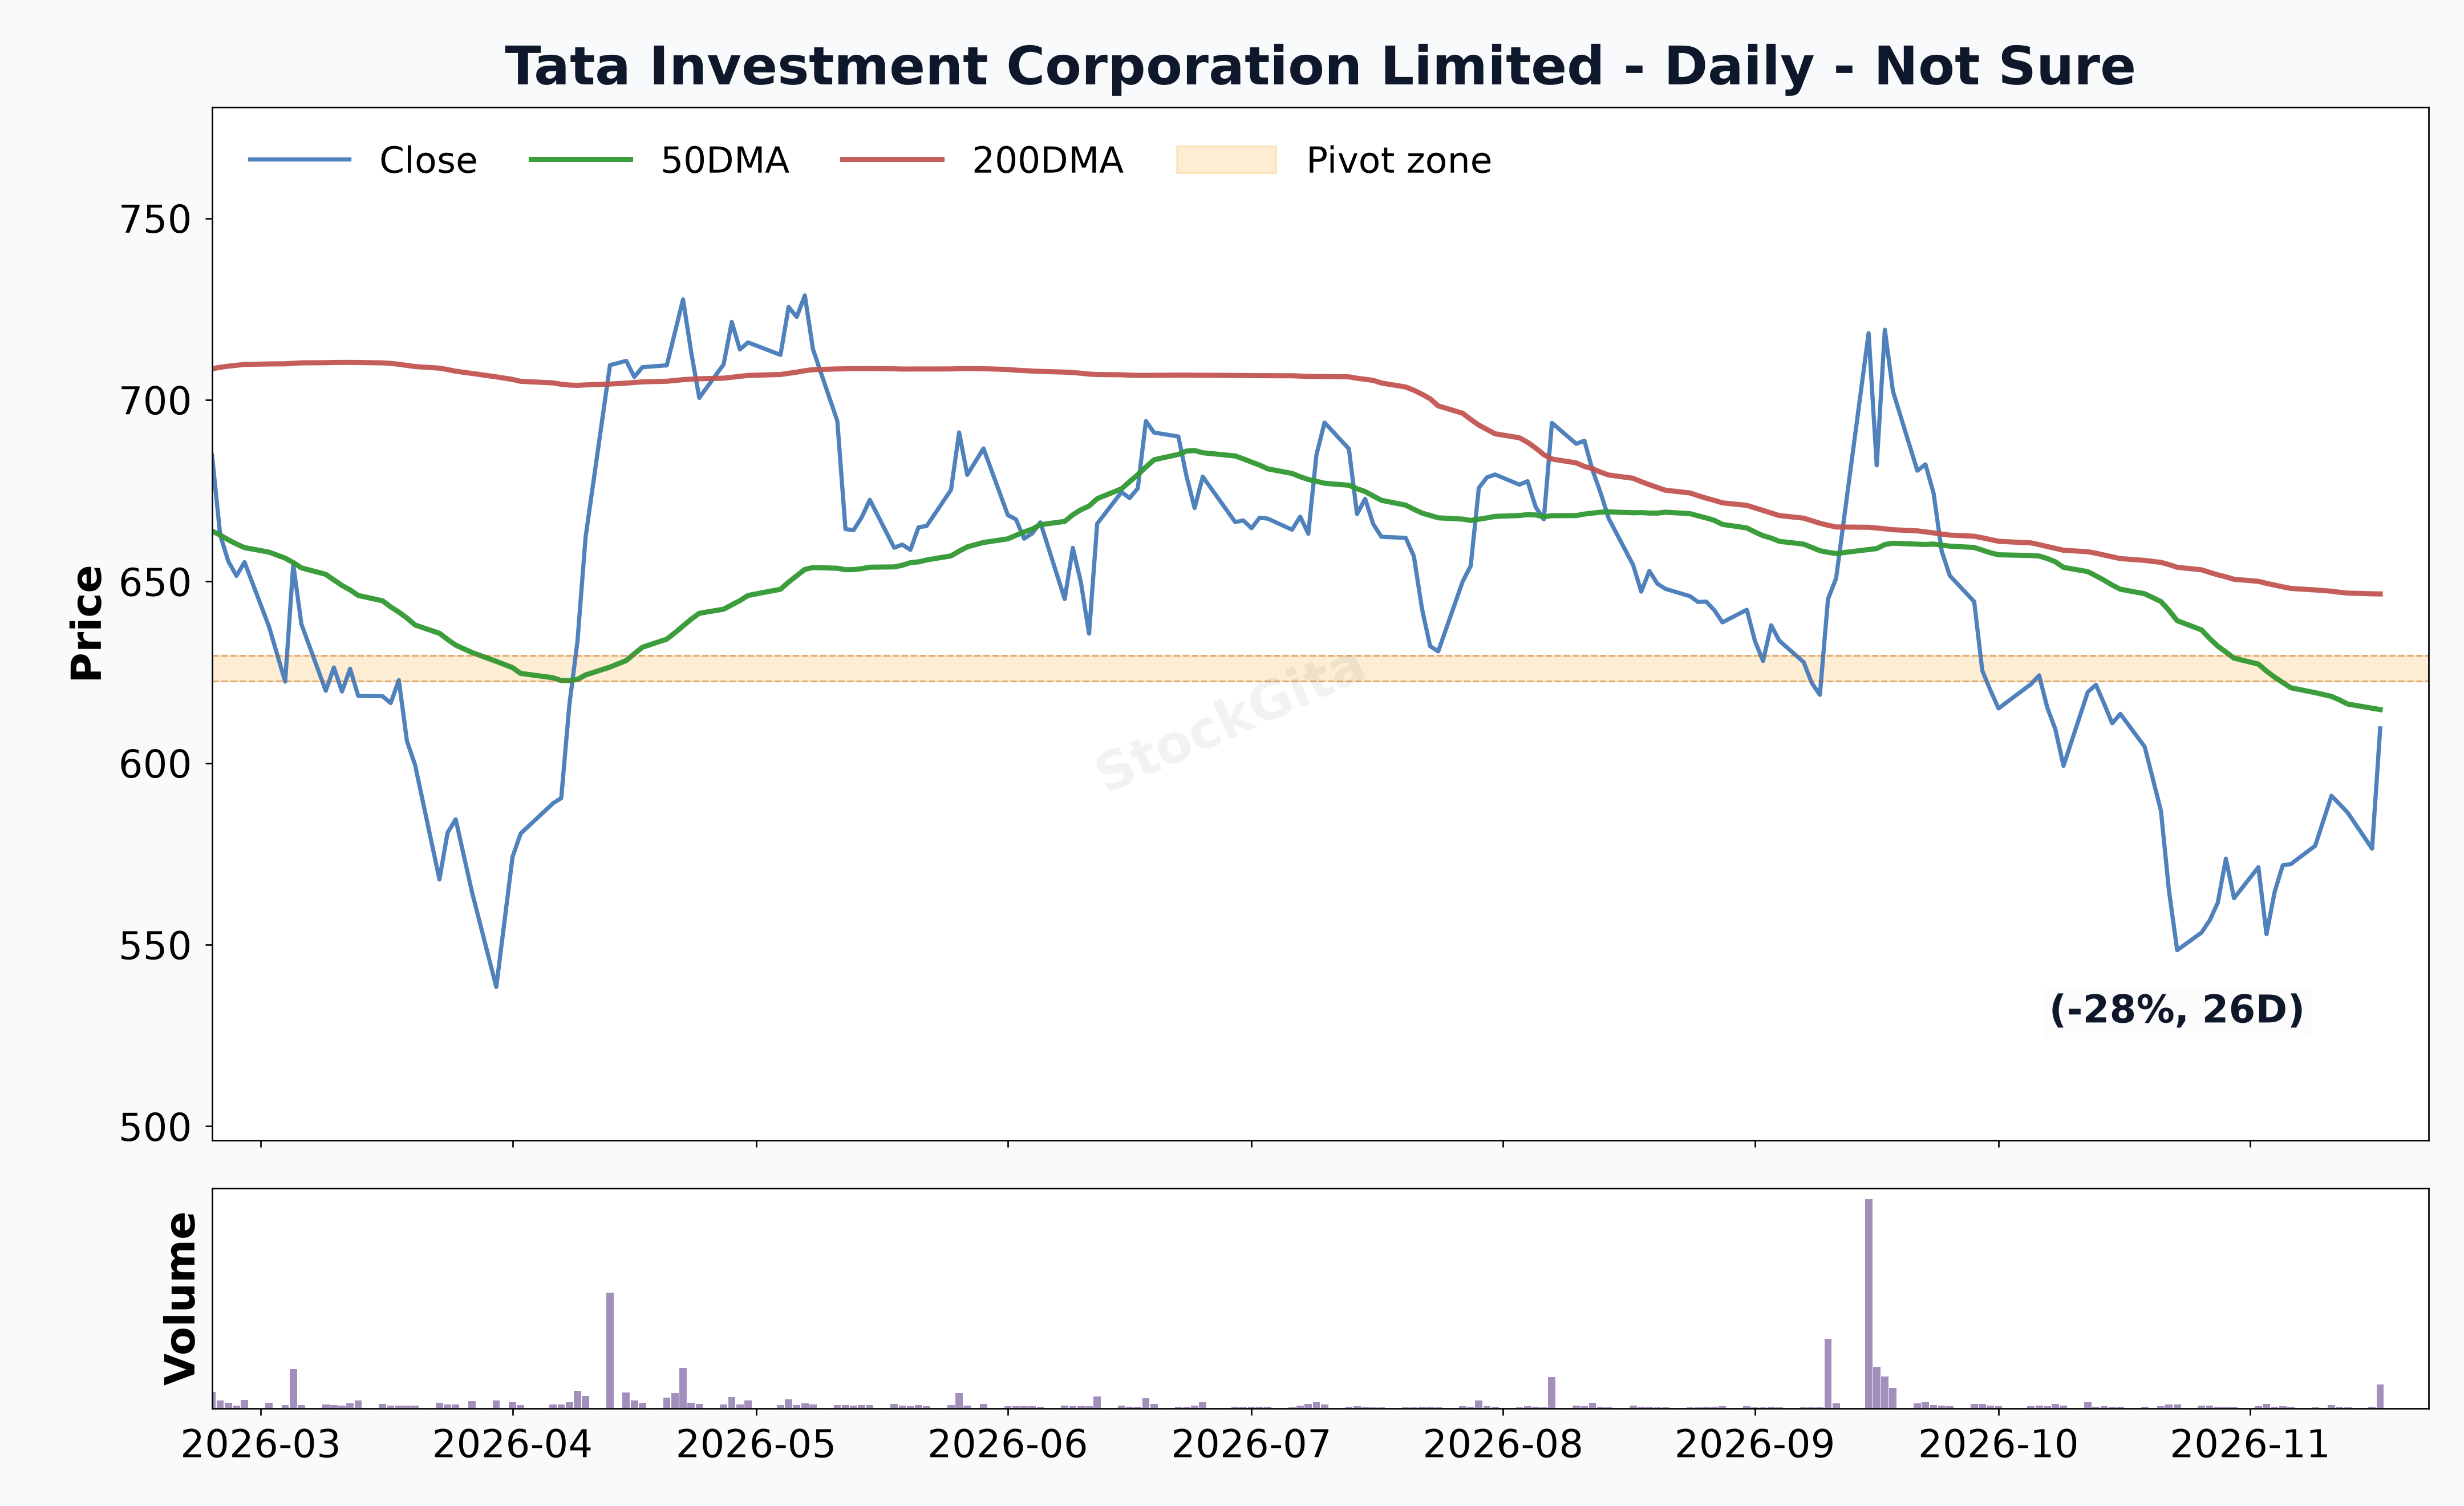 Tata Investment Corporation Limited - Daily - Not Sure
Close 50DMA 200DMA Pivot zone
750
700
650
600
550
500
Price
StockGita
(-28%, 26D)
Volume
2026-03 2026-04 2026-05 2026-06 2026-07 2026-08 2026-09 2026-10 2026-11